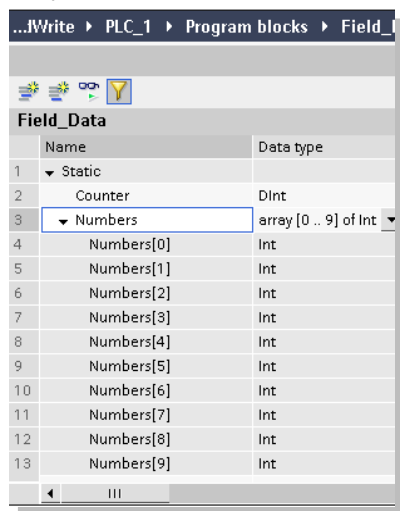 ...lWrite ▸ PLC_1 ▸ Program blocks ▸ Field_
Field_Data
Name Data type
1 Static
2 Counter DInt
3 Numbers array [0 .. 9] of Int
4 Numbers[0] Int
5 Numbers[1] Int
6 Numbers[2] Int
7 Numbers[3] Int
8 Numbers[4] Int
9 Numbers[5] Int
10 Numbers[6] Int
11 Numbers[7] Int
12 Numbers[8] Int
13 Numbers[9] Int